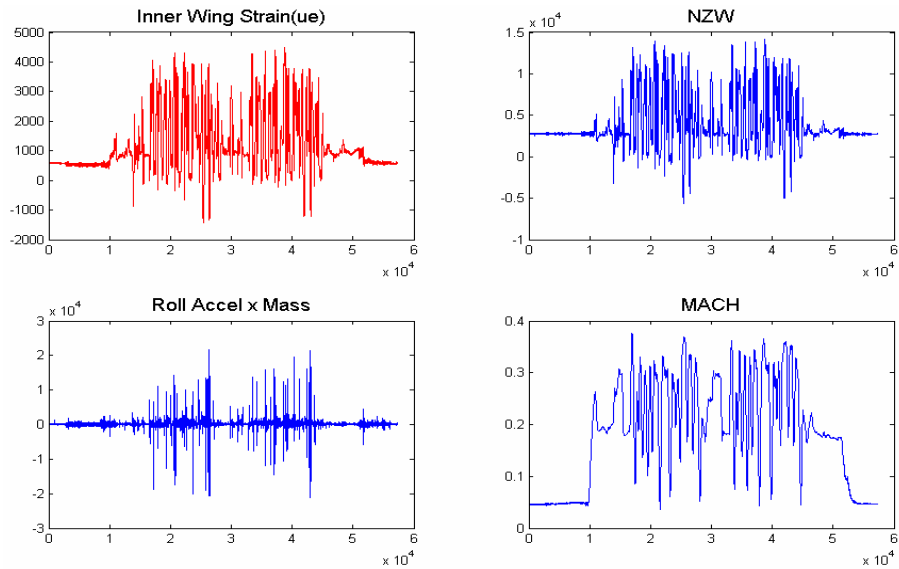 Inner Wing Strain(ue)
5000
4000
3000
2000
1000
0
-1000
-2000
0 1 2 3 4 5 6
x 10^4
NZW
x 10^4
1.5
1
0.5
0
-0.5
-1
0 1 2 3 4 5 6
x 10^4
Roll Accel x Mass
x 10^4
3
2
1
0
-1
-2
-3
0 1 2 3 4 5 6
x 10^4
MACH
0.4
0.3
0.2
0.1
0
0 1 2 3 4 5 6
x 10^4